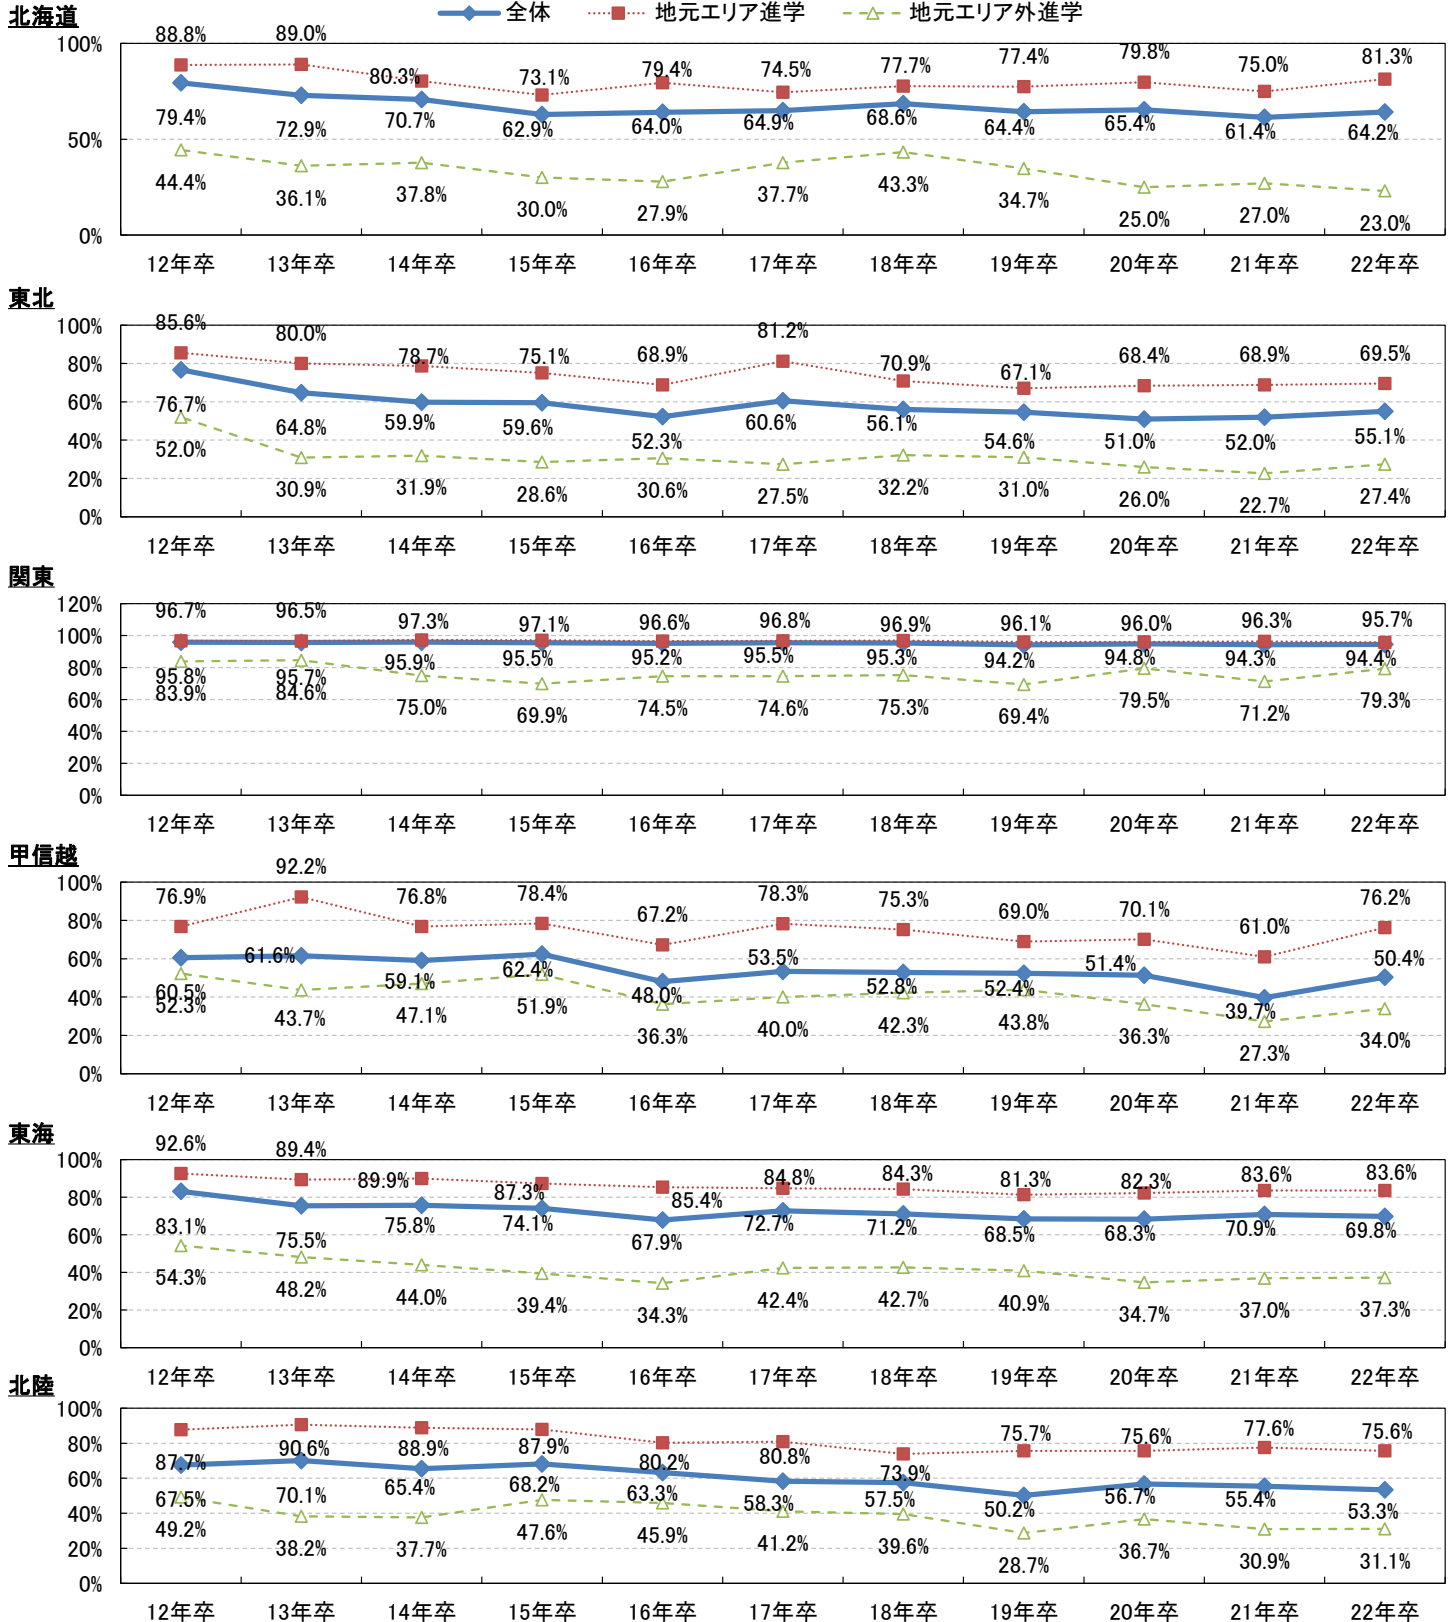 北海道
全体 地元エリア進学 地元エリア外進学
100%
50%
0%
88.8% 89.0% 80.3% 73.1% 79.4% 74.5% 77.7% 77.4% 79.8% 75.0% 81.3%
79.4% 72.9% 70.7% 62.9% 64.0% 64.9% 68.6% 64.4% 65.4% 61.4% 64.2%
44.4% 36.1% 37.8% 30.0% 27.9% 37.7% 43.3% 34.7% 25.0% 27.0% 23.0%
12年卒 13年卒 14年卒 15年卒 16年卒 17年卒 18年卒 19年卒 20年卒 21年卒 22年卒
東北
100%
80%
60%
40%
20%
0%
85.6% 80.0% 78.7% 75.1% 68.9% 81.2% 70.9% 67.1% 68.4% 68.9% 69.5%
76.7% 64.8% 59.9% 59.6% 52.3% 60.6% 56.1% 54.6% 51.0% 52.0% 55.1%
52.0% 30.9% 31.9% 28.6% 30.6% 27.5% 32.2% 31.0% 26.0% 22.7% 27.4%
12年卒 13年卒 14年卒 15年卒 16年卒 17年卒 18年卒 19年卒 20年卒 21年卒 22年卒
関東
120%
100%
80%
60%
40%
20%
0%
96.7% 96.5% 97.3% 97.1% 96.6% 96.8% 96.9% 96.1% 96.0% 96.3% 95.7%
95.8% 95.7% 95.9% 95.5% 95.2% 95.5% 95.3% 94.2% 94.8% 94.3% 94.4%
83.9% 84.6% 75.0% 69.9% 74.5% 74.6% 75.3% 69.4% 79.5% 71.2% 79.3%
12年卒 13年卒 14年卒 15年卒 16年卒 17年卒 18年卒 19年卒 20年卒 21年卒 22年卒
甲信越
100%
80%
60%
40%
20%
0%
76.9% 92.2% 76.8% 78.4% 67.2% 78.3% 75.3% 69.0% 70.1% 61.0% 76.2%
60.5% 61.6% 59.1% 62.4% 48.0% 53.5% 52.8% 52.4% 51.4% 39.7% 50.4%
52.3% 43.7% 47.1% 51.9% 36.3% 40.0% 42.3% 43.8% 36.3% 27.3% 34.0%
12年卒 13年卒 14年卒 15年卒 16年卒 17年卒 18年卒 19年卒 20年卒 21年卒 22年卒
東海
100%
80%
60%
40%
20%
0%
92.6% 89.4% 89.9% 87.3% 85.4% 84.8% 84.3% 81.3% 82.3% 83.6% 83.6%
83.1% 75.5% 75.8% 74.1% 67.9% 72.7% 71.2% 68.5% 68.3% 70.9% 69.8%
54.3% 48.2% 44.0% 39.4% 34.3% 42.4% 42.7% 40.9% 34.7% 37.0% 37.3%
12年卒 13年卒 14年卒 15年卒 16年卒 17年卒 18年卒 19年卒 20年卒 21年卒 22年卒
北陸
100%
80%
60%
40%
20%
0%
87.7% 90.6% 88.9% 87.9% 80.2% 80.8% 73.9% 75.7% 75.6% 77.6% 75.6%
67.5% 70.1% 65.4% 68.2% 63.3% 58.3% 57.5% 50.2% 56.7% 55.4% 53.3%
49.2% 38.2% 37.7% 47.6% 45.9% 41.2% 39.6% 28.7% 36.7% 30.9% 31.1%
12年卒 13年卒 14年卒 15年卒 16年卒 17年卒 18年卒 19年卒 20年卒 21年卒 22年卒